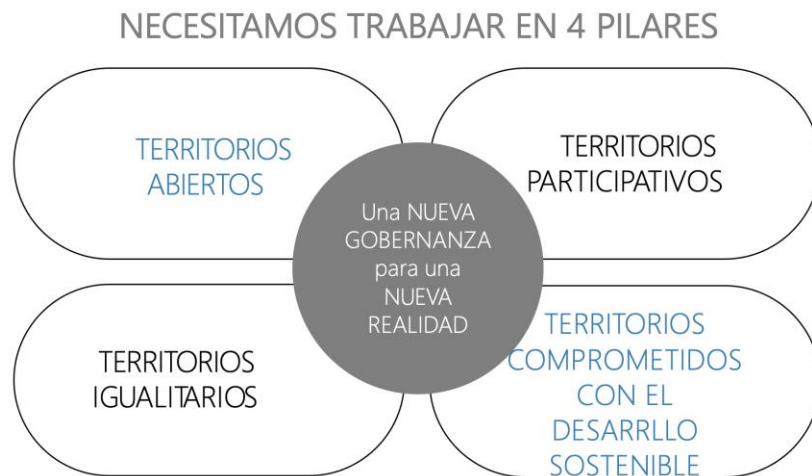 NECESITAMOS TRABAJAR EN 4 PILARES
TERRITORIOS
ABIERTOS
TERRITORIOS
PARTICIPATIVOS
Una NUEVA
GOBERNANZA
para una
NUEVA
REALIDAD
TERRITORIOS
IGUALITARIOS
TERRITORIOS
COMPROMETIDOS
CON EL
DESARRLLO
SOSTENIBLE